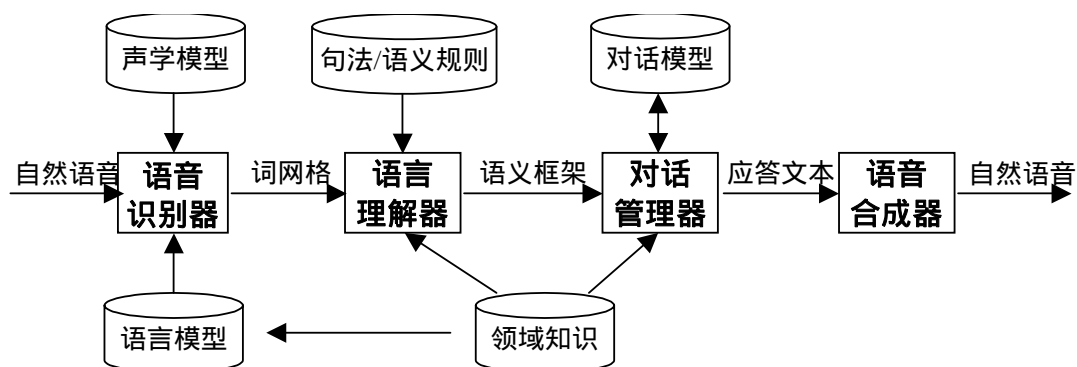 声学模型
句法/语义规则
对话模型
自然语音
语音
识别器
词网格
语言
理解器
语义框架
对话
管理器
应答文本
语音
合成器
自然语音
语言模型
领域知识